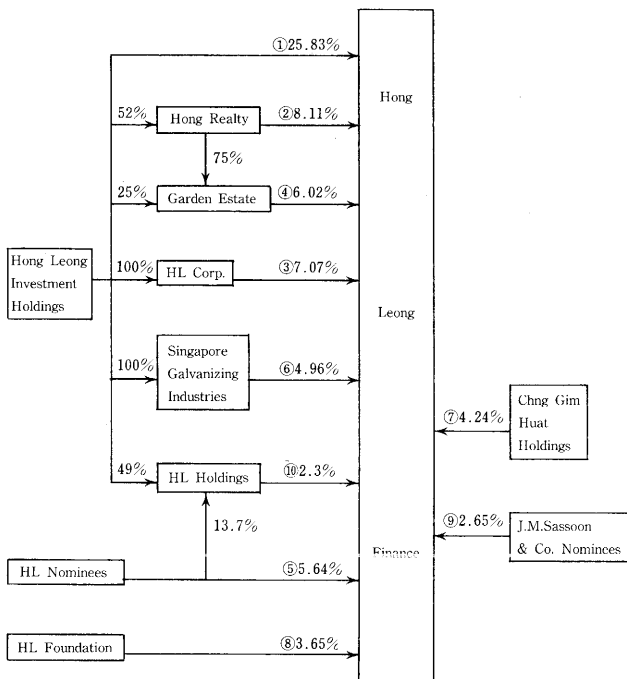 ①25.83%
Hong
52%
Hong Realty
②8.11%
75%
25%
Garden Estate
④6.02%
Hong Leong
Investment
Holdings
100%
HL Corp.
③7.07%
Leong
100%
Singapore
Galvanizing
Industries
⑥4.96%
Chng Gim
Huat
Holdings
⑦4.24%
49%
HL Holdings
⑩2.3%
13.7%
⑨2.65%
J.M.Sassoon
& Co. Nominees
Finance
HL Nominees
⑤5.64%
HL Foundation
⑧3.65%